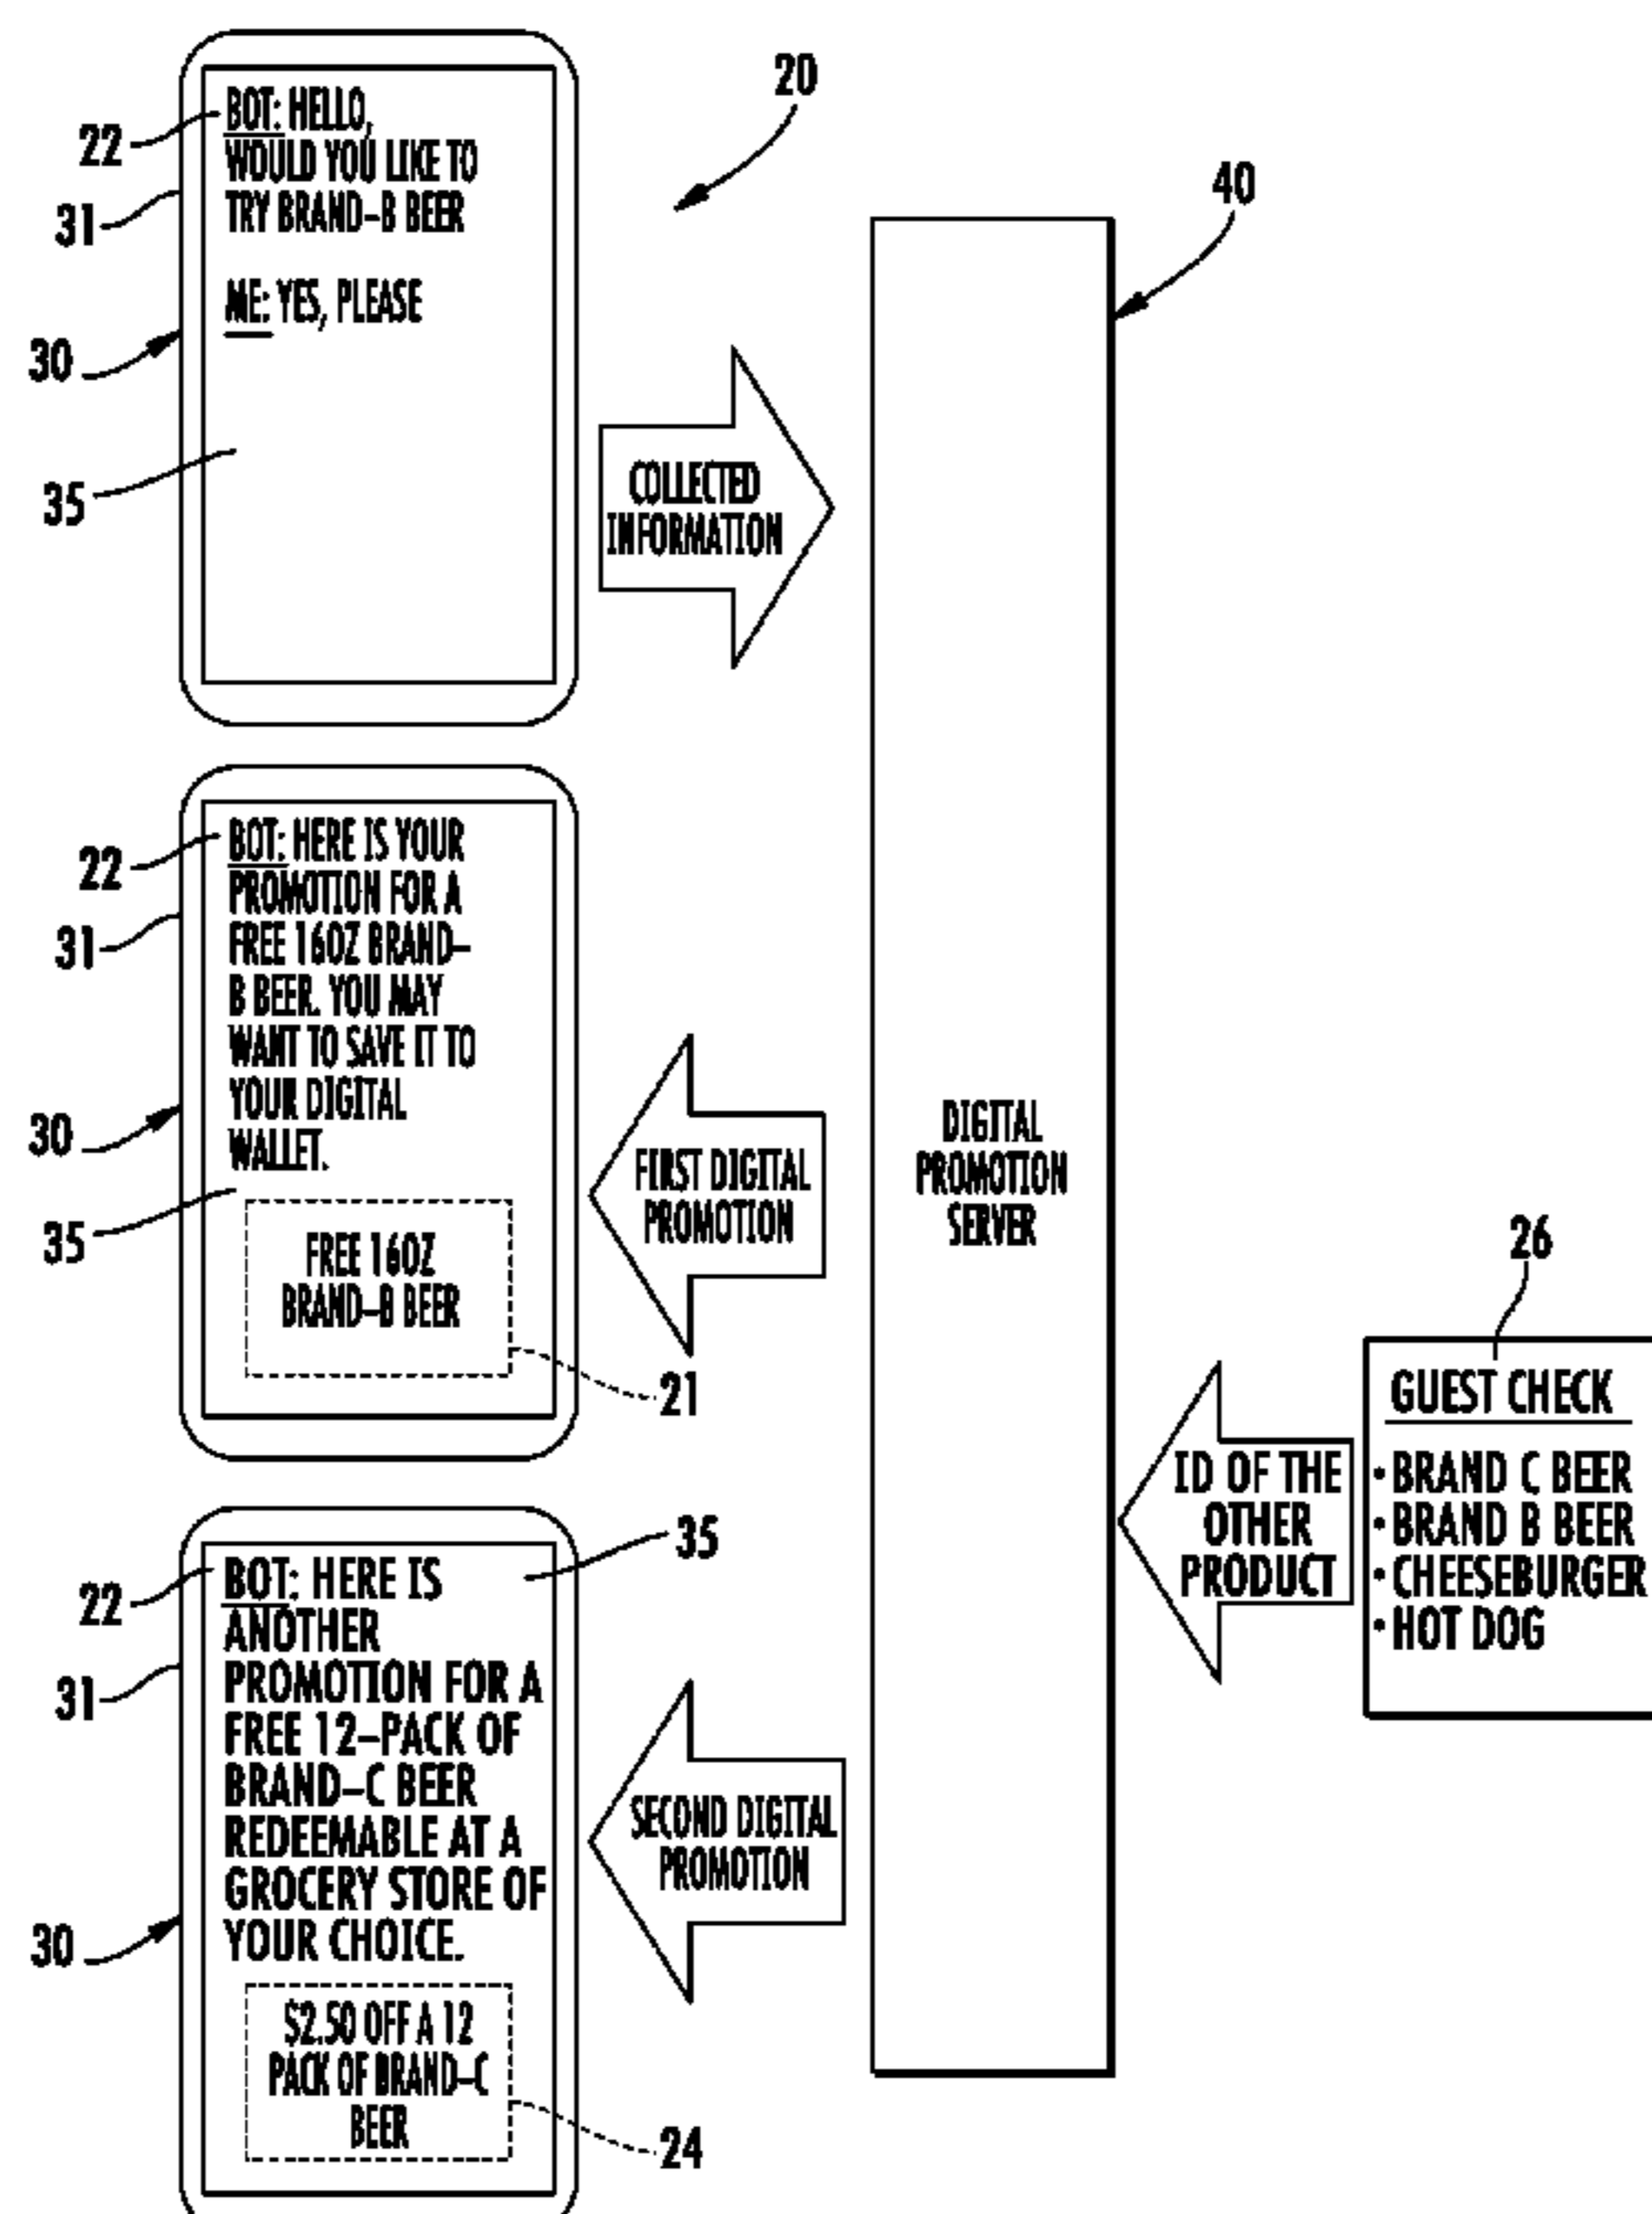 20
22
BOT: HELLO,
WOULD YOU LIKE TO
TRY BRAND-B BEER
31
ME: YES, PLEASE
30
35
COLLECTED
INFORMATION
40
DIGITAL
PROMOTION
SERVER
22
BOT: HERE IS YOUR
PROMOTION FOR A
FREE 16OZ BRAND-
B BEER. YOU MAY
WANT TO SAVE IT TO
YOUR DIGITAL
WALLET.
31
30
35
FREE 16OZ
BRAND-B BEER
21
FIRST DIGITAL
PROMOTION
26
GUEST CHECK
• BRAND C BEER
• BRAND B BEER
• CHEESEBURGER
• HOT DOG
ID OF THE
OTHER
PRODUCT
35
22
BOT: HERE IS
ANOTHER
PROMOTION FOR A
FREE 12-PACK OF
BRAND-C BEER
REDEEMABLE AT A
GROCERY STORE OF
YOUR CHOICE.
31
30
SECOND DIGITAL
PROMOTION
$2.50 OFF A 12
PACK OF BRAND-C
BEER
24